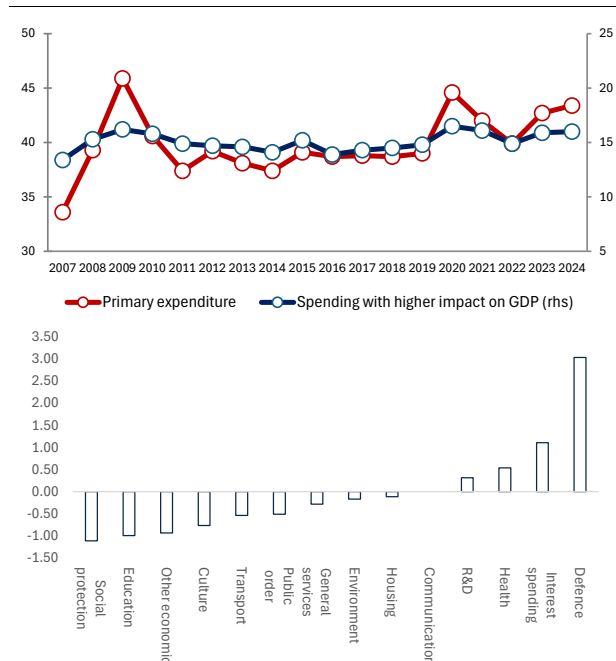 50 25
45 20
40 15
35 10
30 5
2007 2008 2009 2010 2011 2012 2013 2014 2015 2016 2017 2018 2019 2020 2021 2022 2023 2024
Primary expenditure Spending with higher impact on GDP (rhs)
3.50
3.00
2.50
2.00
1.50
1.00
0.50
0.00
-0.50
-1.00
-1.50
Social
protection
Education
Other economic
Culture
Transport
Public
order
General
services
Environment
Housing
Communication
R&D
Health
Interest
spending
Defence